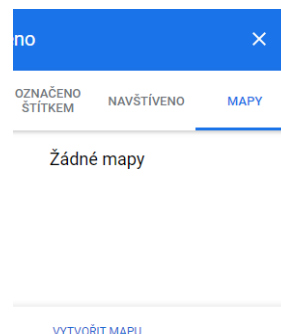 no
OZNAČENO
ŠTÍTKEM
NAVŠTÍVENO
MAPY
Žádné mapy
VYTVOŘIT MAPU